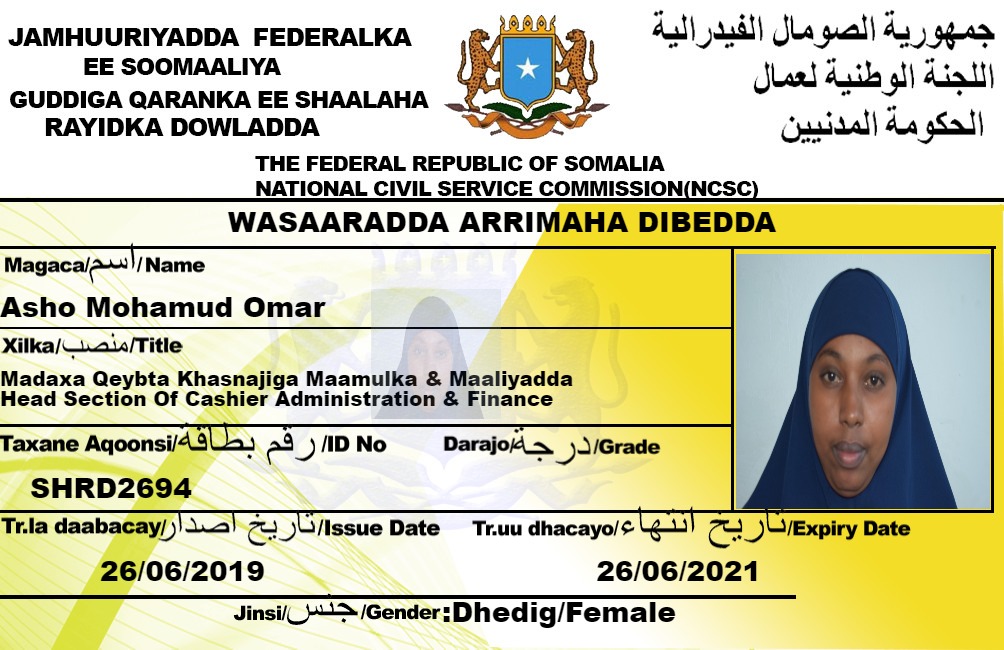 JAMHUURIYADDA FEDERALKA
EE SOOMAALIYA
GUDDIGA QARANKA EE SHAALAHA
RAYIDKA DOWLADDA
جمهورية الصومال الفيدرالية
اللجنة الوطنية لعمال
الحكومة المدنيين
THE FEDERAL REPUBLIC OF SOMALIA
NATIONAL CIVIL SERVICE COMMISSION(NCSC)
WASAARADDA ARRIMAHA DIBEDDA
Magaca/اسم/Name
Asho Mohamud Omar
Xilka/منصب/Title
Madaxa Qeybta Khasnajiga Maamulka & Maaliyadda
Head Section Of Cashier Administration & Finance
Taxane Aqoonsi/رقم بطاقة/ID No Darajo/درجة/Grade
SHRD2694
Tr.la daabacay/تاريخ اصدار/Issue Date Tr.uu dhacayo/تاريخ انتهاء/Expiry Date
26/06/2019 26/06/2021
Jinsi/جنس/Gender:Dhedig/Female